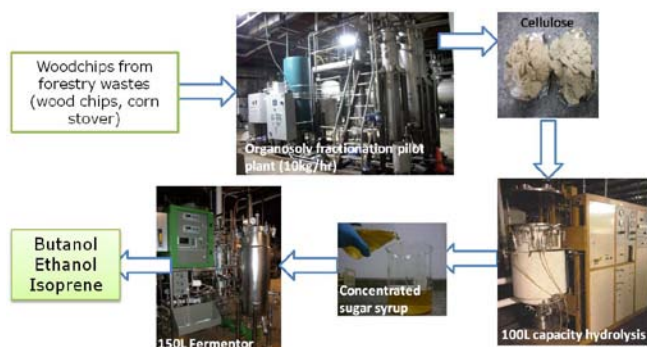 Woodchips from
forestry wastes
(wood chips, corn
stover)
Organosolv fractionation pilot
plant (10kg/hr)
Cellulose
100L capacity hydrolysis
Concentrated
sugar syrup
150L Fermentor
Butanol
Ethanol
Isoprene